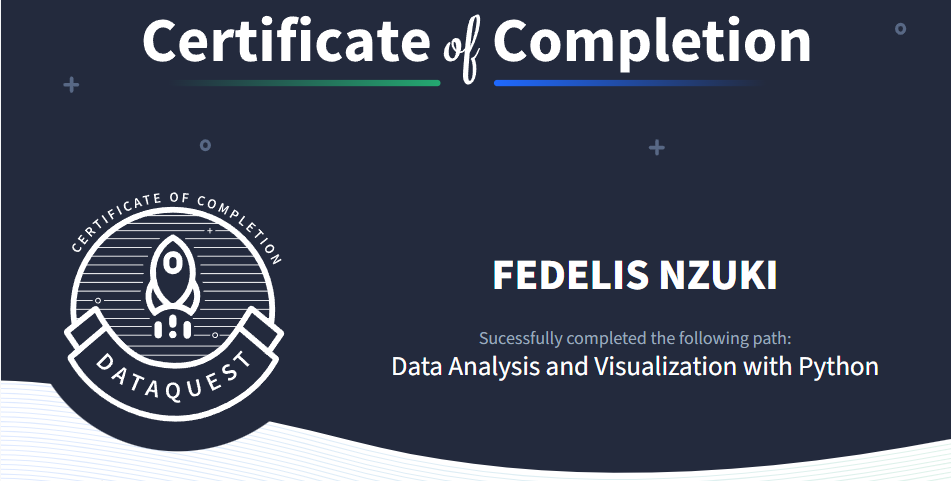 Certificate of Completion
CERTIFICATE OF COMPLETION
DATAQUEST
FEDELIS NZUKI
Sucessfully completed the following path:
Data Analysis and Visualization with Python